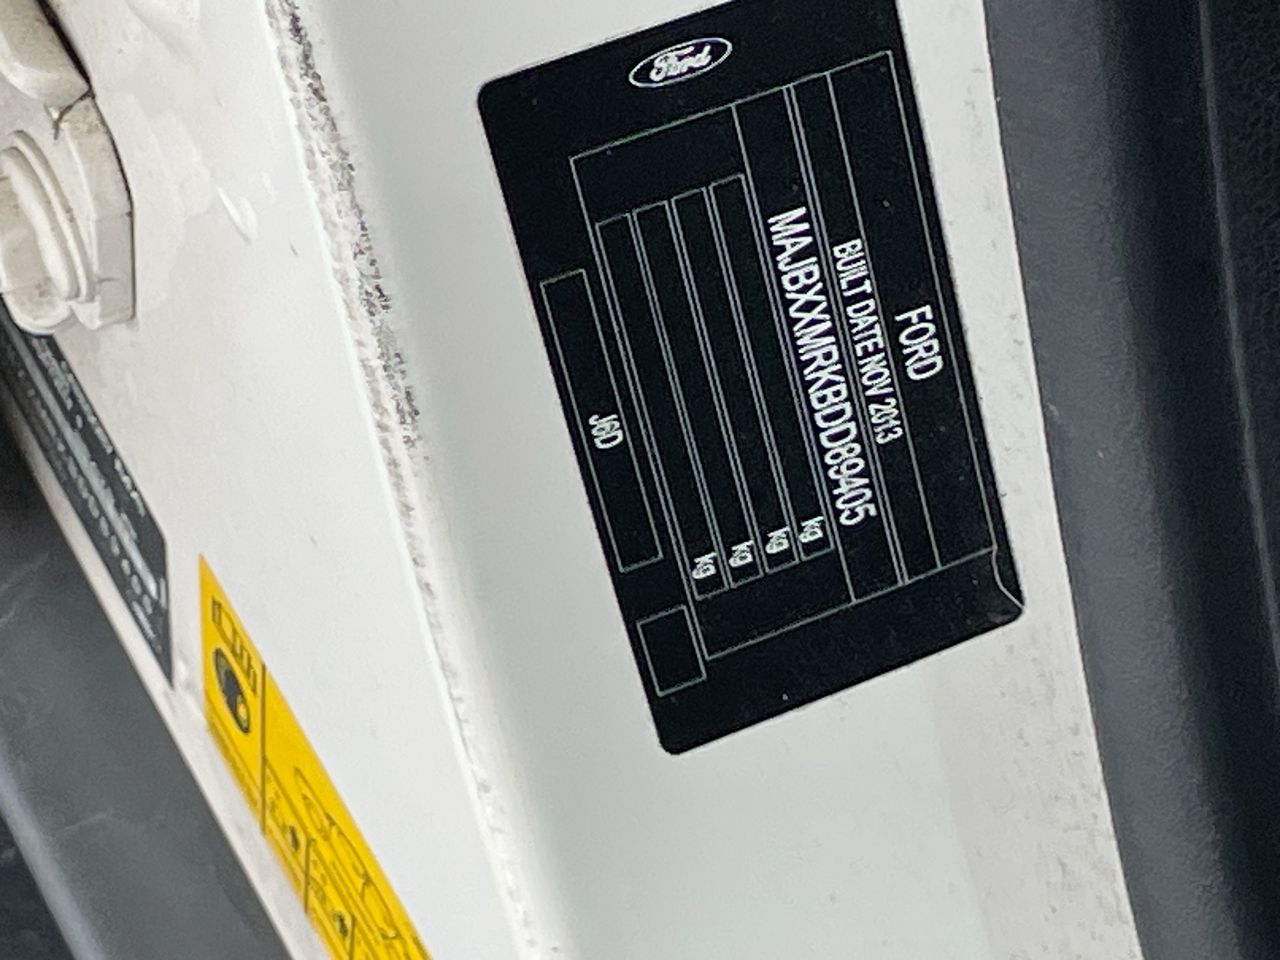 Ford
FORD
BUILT DATE NOV 2013
MAJBXXMRKBDD89405
kg
kg
kg
kg
J6D